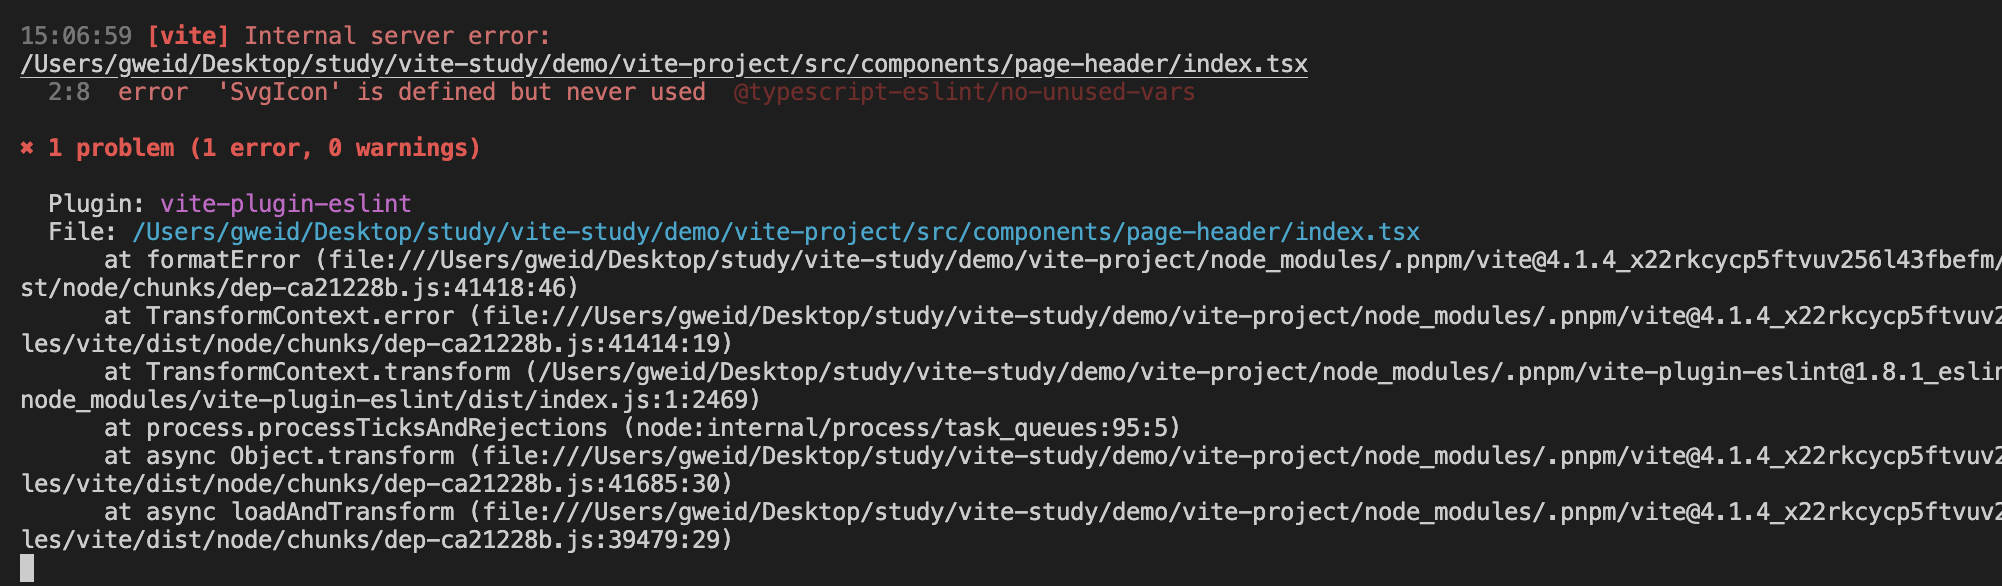 15:06:59 [vite] Internal server error:
/Users/gweid/Desktop/study/vite-study/demo/vite-project/src/components/page-header/index.tsx
2:8  error  'SvgIcon' is defined but never used  @typescript-eslint/no-unused-vars
✖ 1 problem (1 error, 0 warnings)
Plugin: vite-plugin-eslint
File: /Users/gweid/Desktop/study/vite-study/demo/vite-project/src/components/page-header/index.tsx
at formatError (file:///Users/gweid/Desktop/study/vite-study/demo/vite-project/node_modules/.pnpm/vite@4.1.4_x22rkcycp5ftvuv256l43fbefm/
st/node/chunks/dep-ca21228b.js:41418:46)
at TransformContext.error (file:///Users/gweid/Desktop/study/vite-study/demo/vite-project/node_modules/.pnpm/vite@4.1.4_x22rkcycp5ftvuv2
les/vite/dist/node/chunks/dep-ca21228b.js:41414:19)
at TransformContext.transform (/Users/gweid/Desktop/study/vite-study/demo/vite-project/node_modules/.pnpm/vite-plugin-eslint@1.8.1_eslin
node_modules/vite-plugin-eslint/dist/index.js:1:2469)
at process.processTicksAndRejections (node:internal/process/task_queues:95:5)
at async Object.transform (file:///Users/gweid/Desktop/study/vite-study/demo/vite-project/node_modules/.pnpm/vite@4.1.4_x22rkcycp5ftvuv2
les/vite/dist/node/chunks/dep-ca21228b.js:41685:30)
at async loadAndTransform (file:///Users/gweid/Desktop/study/vite-study/demo/vite-project/node_modules/.pnpm/vite@4.1.4_x22rkcycp5ftvuv2
les/vite/dist/node/chunks/dep-ca21228b.js:39479:29)